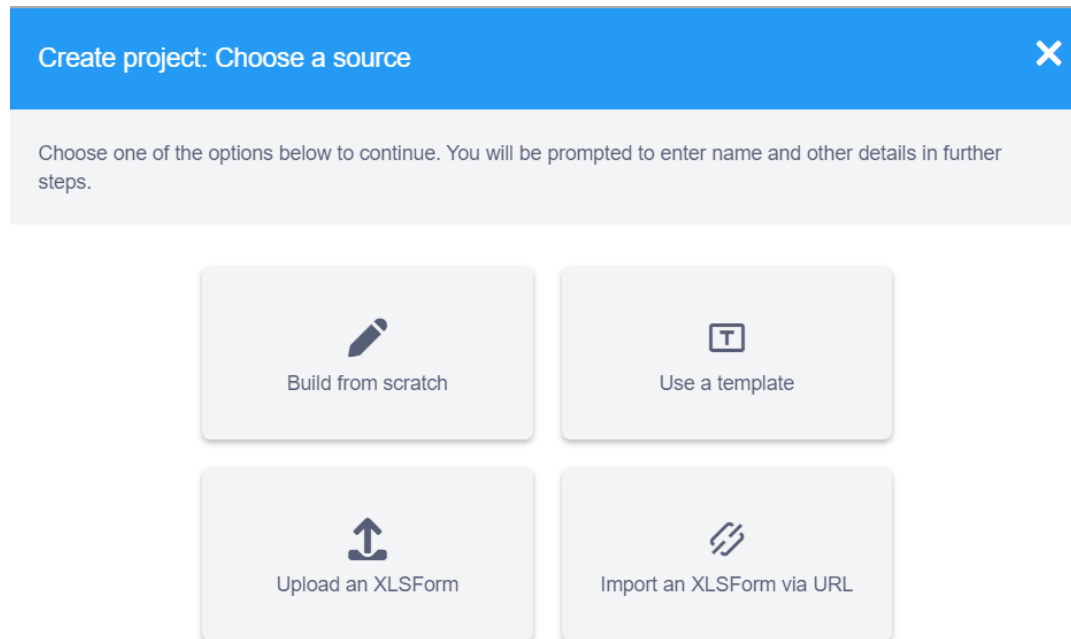 Create project: Choose a source
Choose one of the options below to continue. You will be prompted to enter name and other details in further
steps.
Build from scratch
T
Use a template
Upload an XLSForm
Import an XLSForm via URL